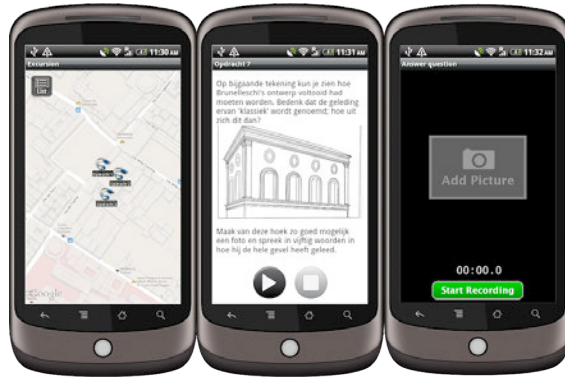 11:30 AM
Excursion
List
Google
11:31 AM
Opdracht 7
Op bijgaande tekening kun je zien hoe
Brunelleschi's ontwerp voltooid had
moeten worden. Bedenk dat de geleding
ervan 'klassiek' wordt genoemd; hoe uit
zich dit dan?
Maak van deze hoek zo goed mogelijk
een foto en spreek in vijftig woorden in
hoe hij de hele gevel heeft geleed.
11:32 AM
Answer question
Add Picture
00:00.0
Start Recording